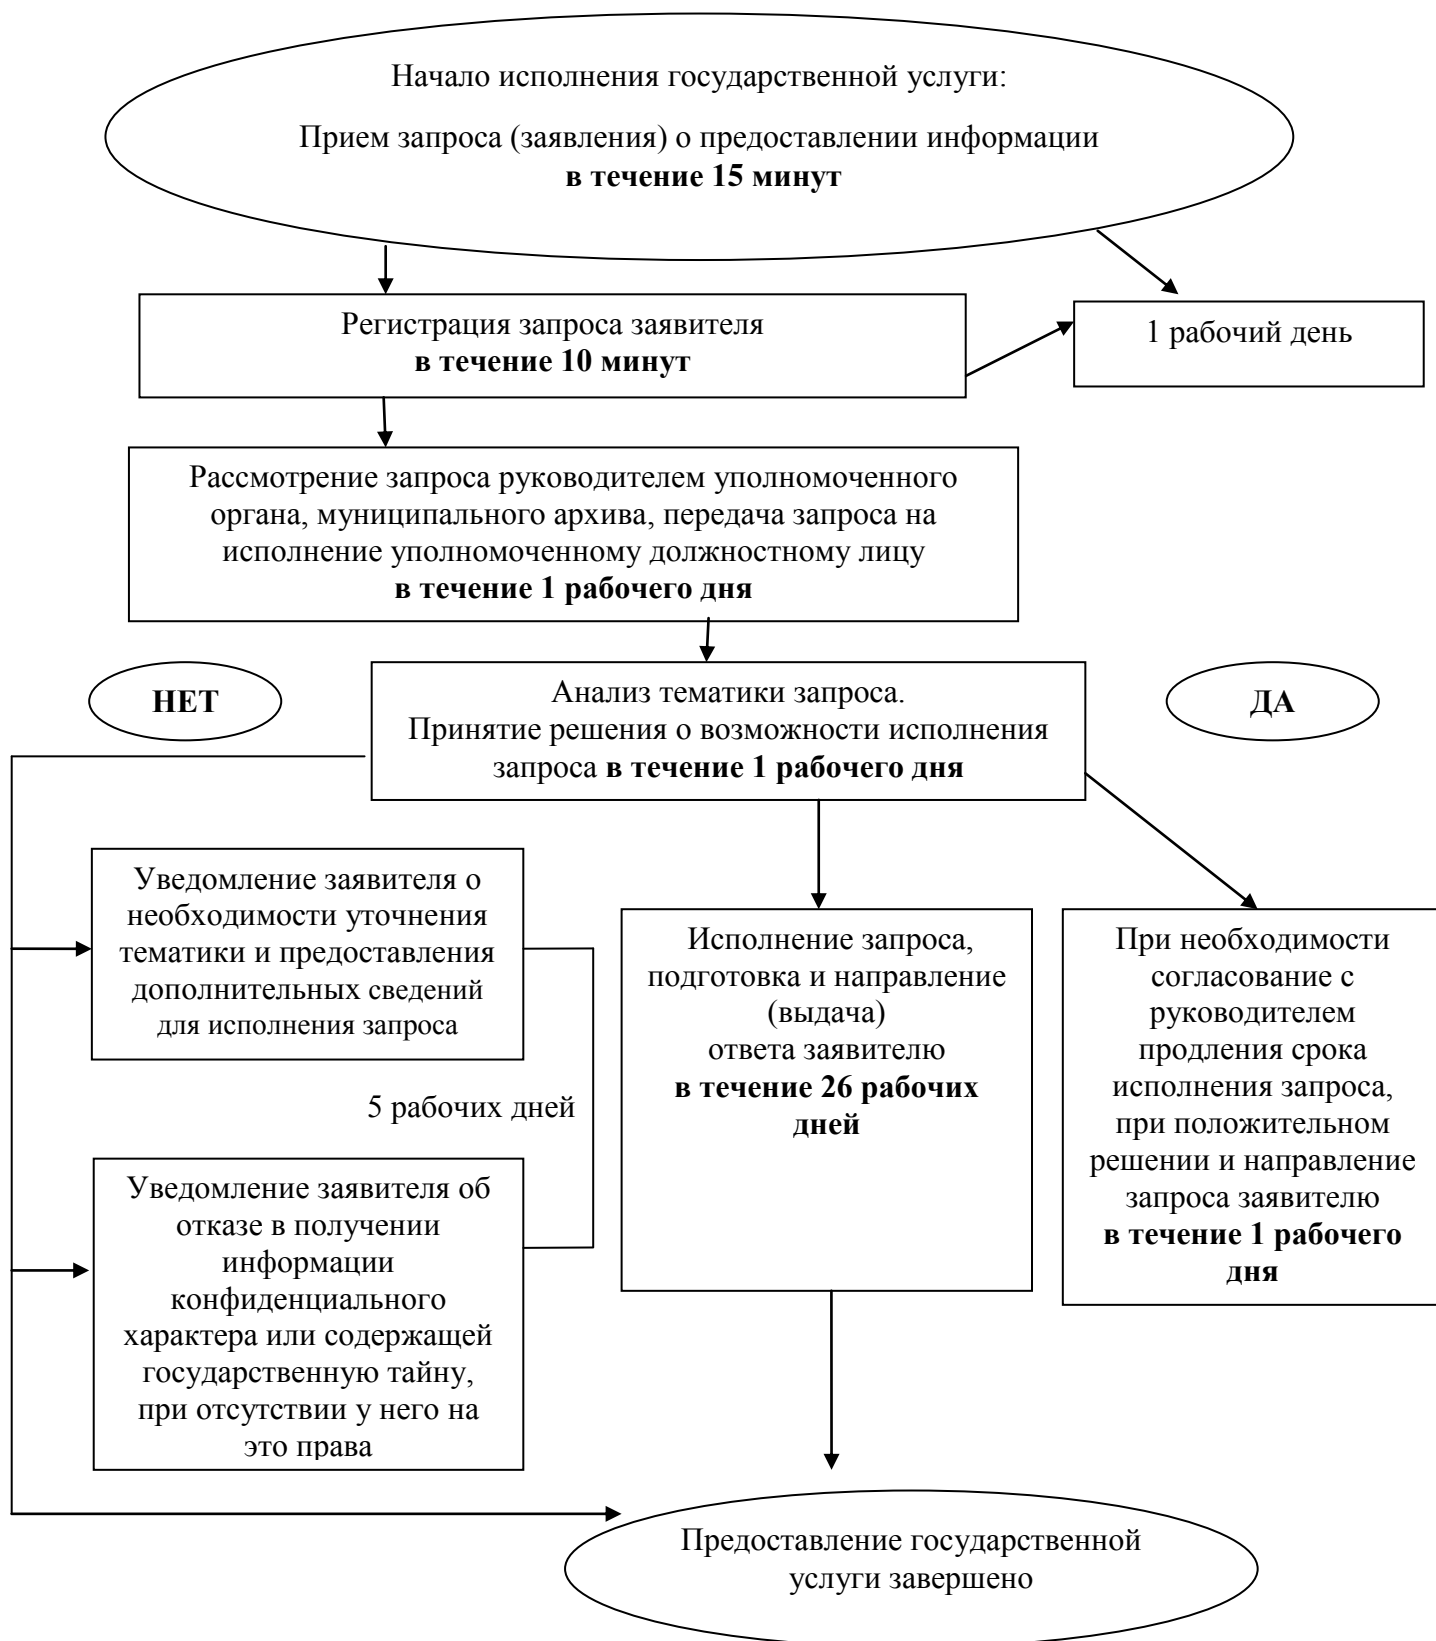 Начало исполнения государственной услуги:
Прием запроса (заявления) о предоставлении информации
в течение 15 минут
Регистрация запроса заявителя
в течение 10 минут
1 рабочий день
Рассмотрение запроса руководителем уполномоченного
органа, муниципального архива, передача запроса на
исполнение уполномоченному должностному лицу
в течение 1 рабочего дня
НЕТ
Анализ тематики запроса.
Принятие решения о возможности исполнения
запроса в течение 1 рабочего дня
ДА
Уведомление заявителя о
необходимости уточнения
тематики и предоставления
дополнительных сведений
для исполнения запроса
5 рабочих дней
Уведомление заявителя об
отказе в получении
информации
конфиденциального
характера или содержащей
государственную тайну,
при отсутствии у него на
это права
Исполнение запроса,
подготовка и направление
(выдача)
ответа заявителю
в течение 26 рабочих
дней
При необходимости
согласование с
руководителем
продления срока
исполнения запроса,
при положительном
решении и направление
запроса заявителю
в течение 1 рабочего
дня
Предоставление государственной
услуги завершено